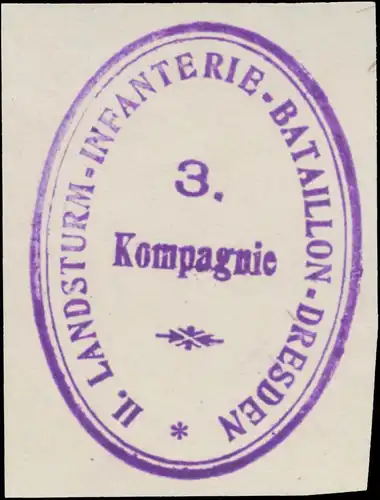 II. LANDSTURM-INFANTERIE-BATAILLON-DRESDEN *
3.
Kompagnie